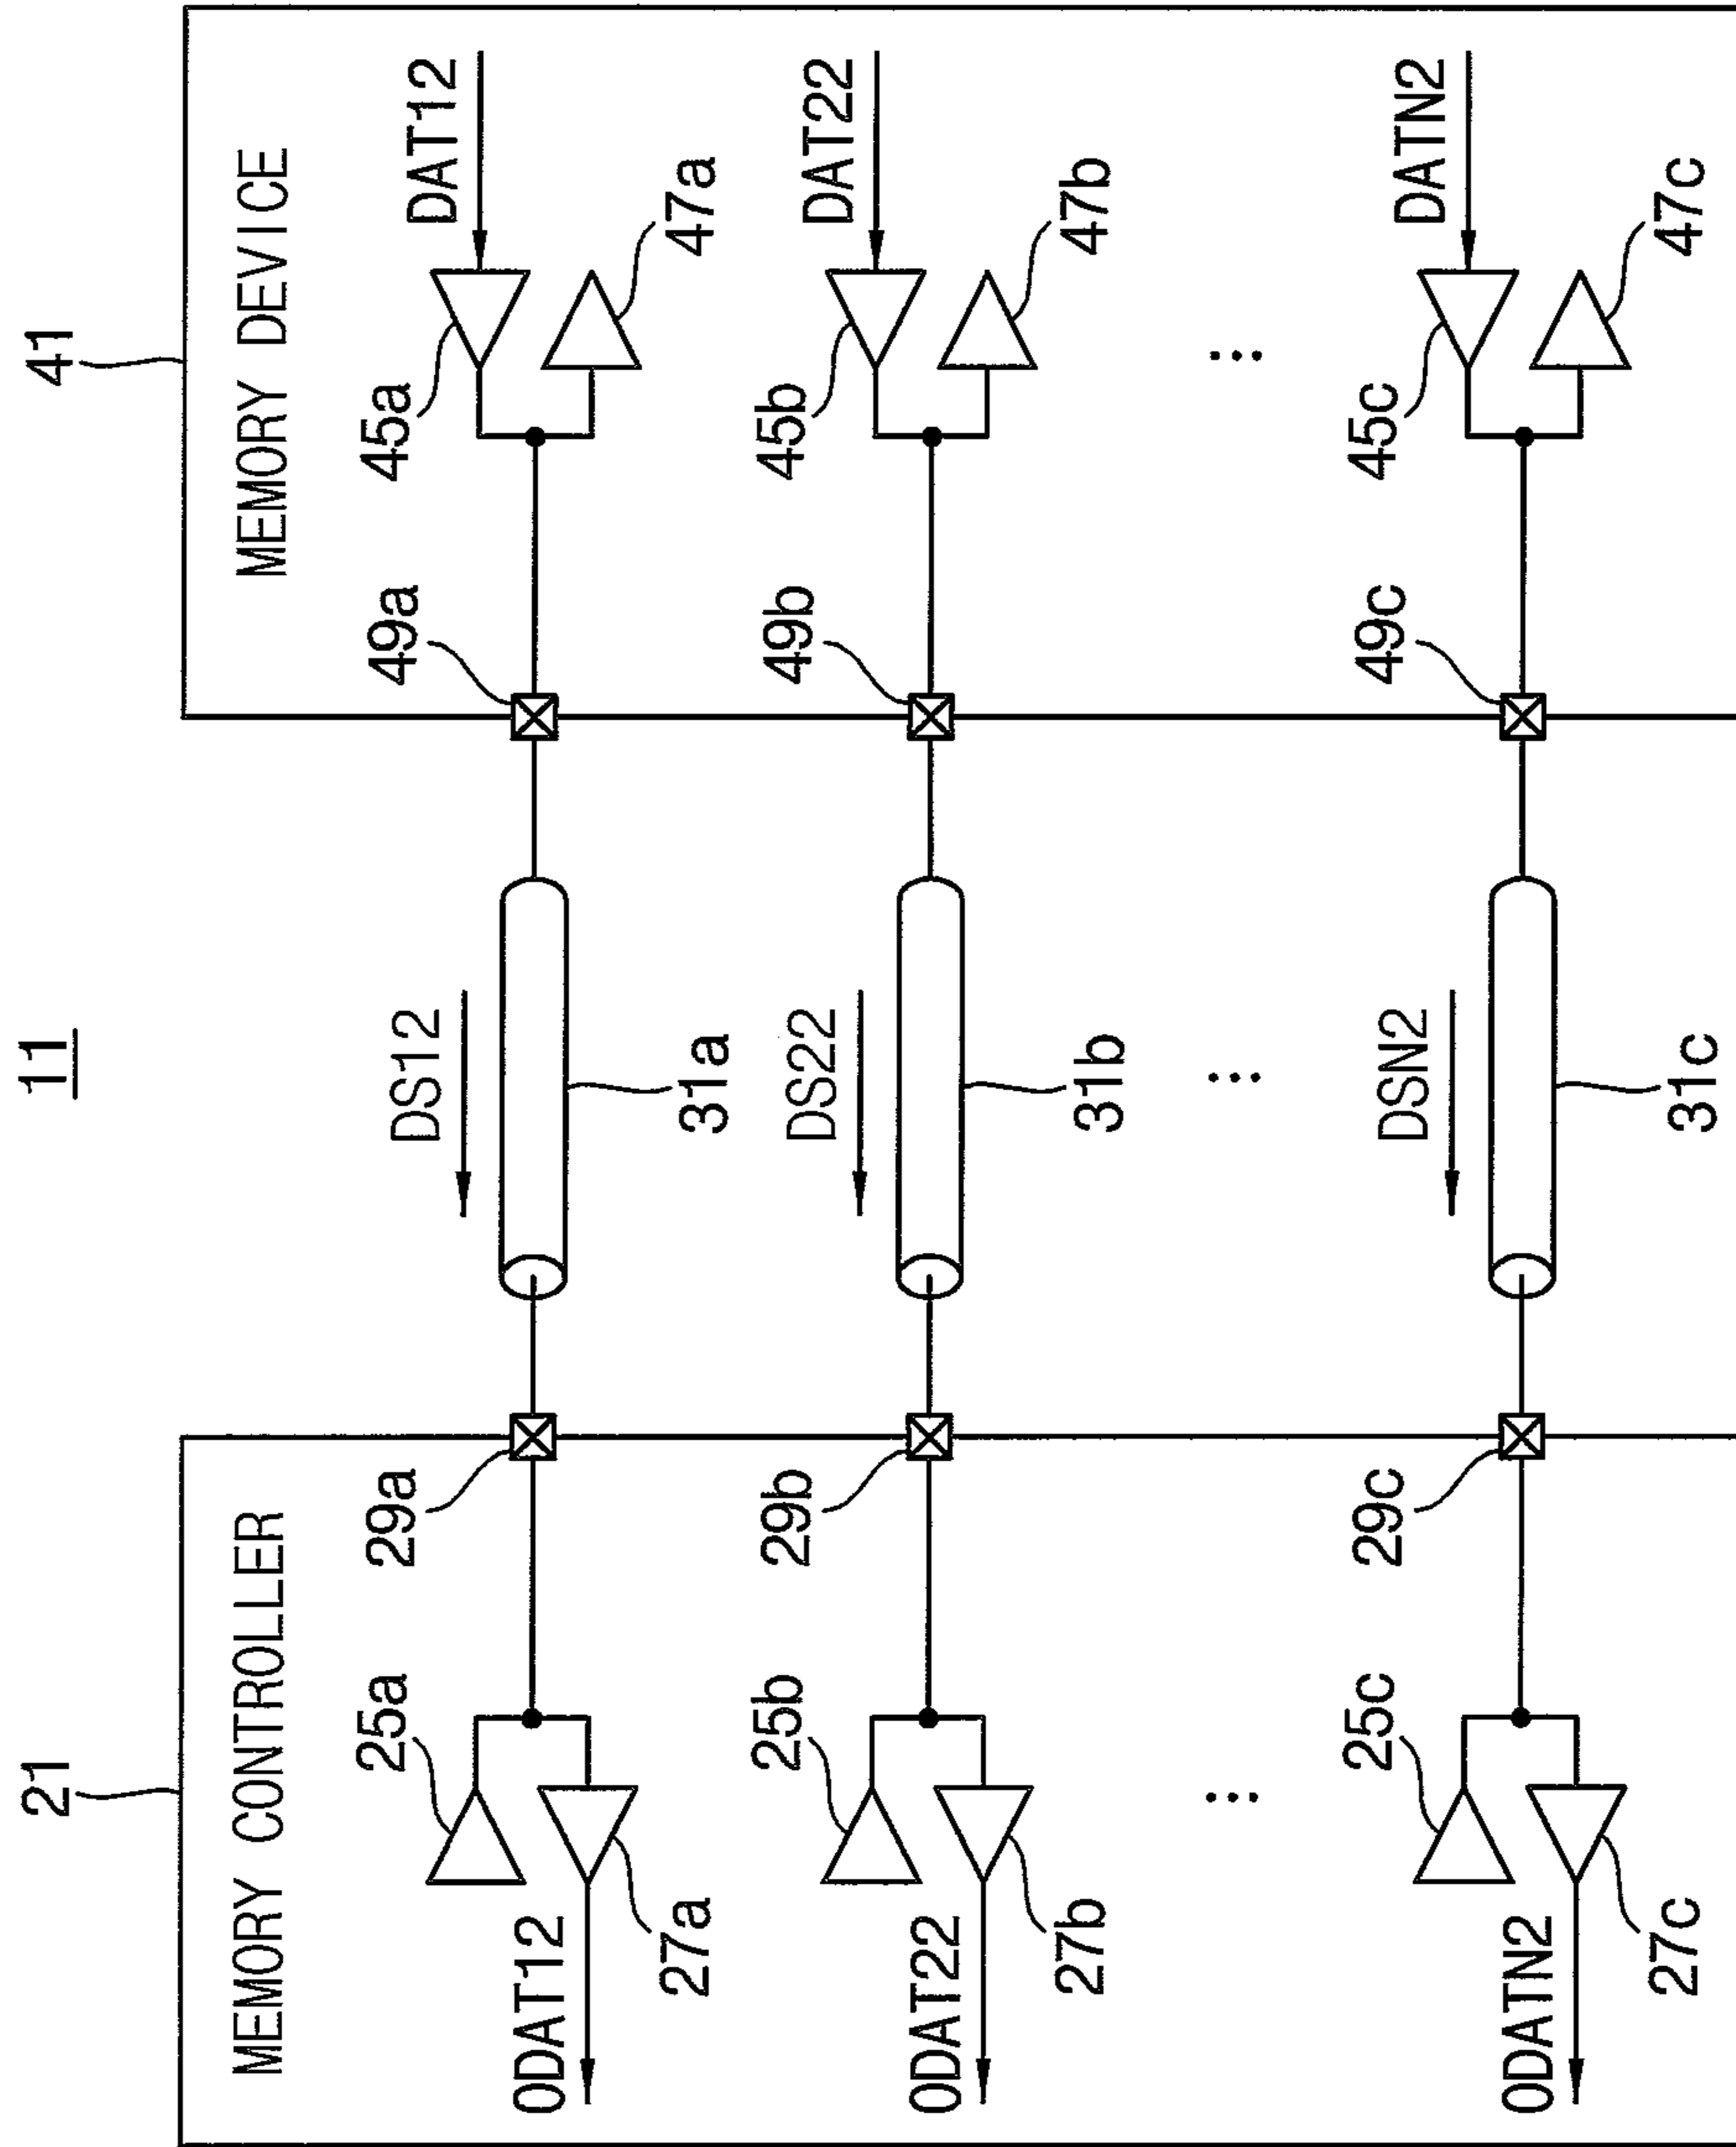 11
21
41
MEMORY CONTROLLER
MEMORY DEVICE
25a
29a
DS12
49a
45a
DAT12
ODAT12
27a
31a
47a
25b
29b
DS22
49b
45b
DAT22
ODAT22
27b
31b
47b
25c
29c
DSN2
49c
45c
DATN2
ODATN2
27c
31c
47c